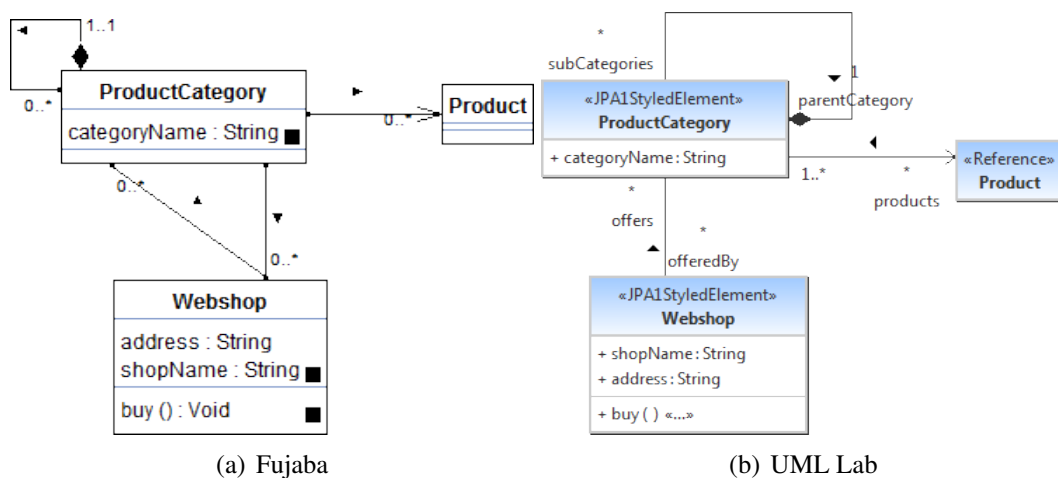 1..1
0..*
ProductCategory
categoryName : String
0..*
Product
0..*
0..*
Webshop
address : String
shopName : String
buy () : Void
(a) Fujaba
*
subCategories
1
parentCategory
«JPA1StyledElement»
ProductCategory
+ categoryName: String
1..*
*
products
«Reference»
Product
*
offers
*
offeredBy
«JPA1StyledElement»
Webshop
+ shopName: String
+ address: String
+ buy ( ) «...»
(b) UML Lab